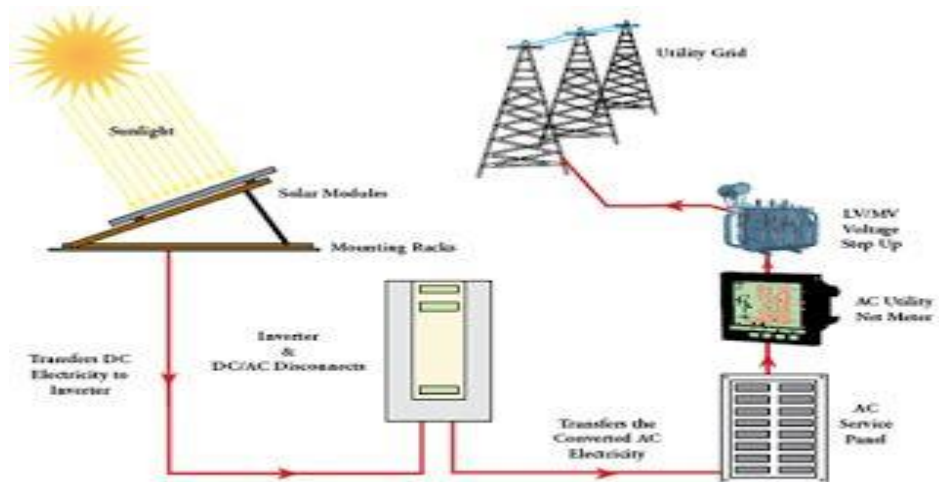 Sunlight
Solar Modules
Mounting Racks
Transfers DC
Electricity to
Inverter
Inverter
&
DC/AC Disconnects
Transfers the
Converted AC
Electricity
AC
Service
Panel
AC Utility
Net Meter
LV/MV
Voltage
Step Up
Utility Grid